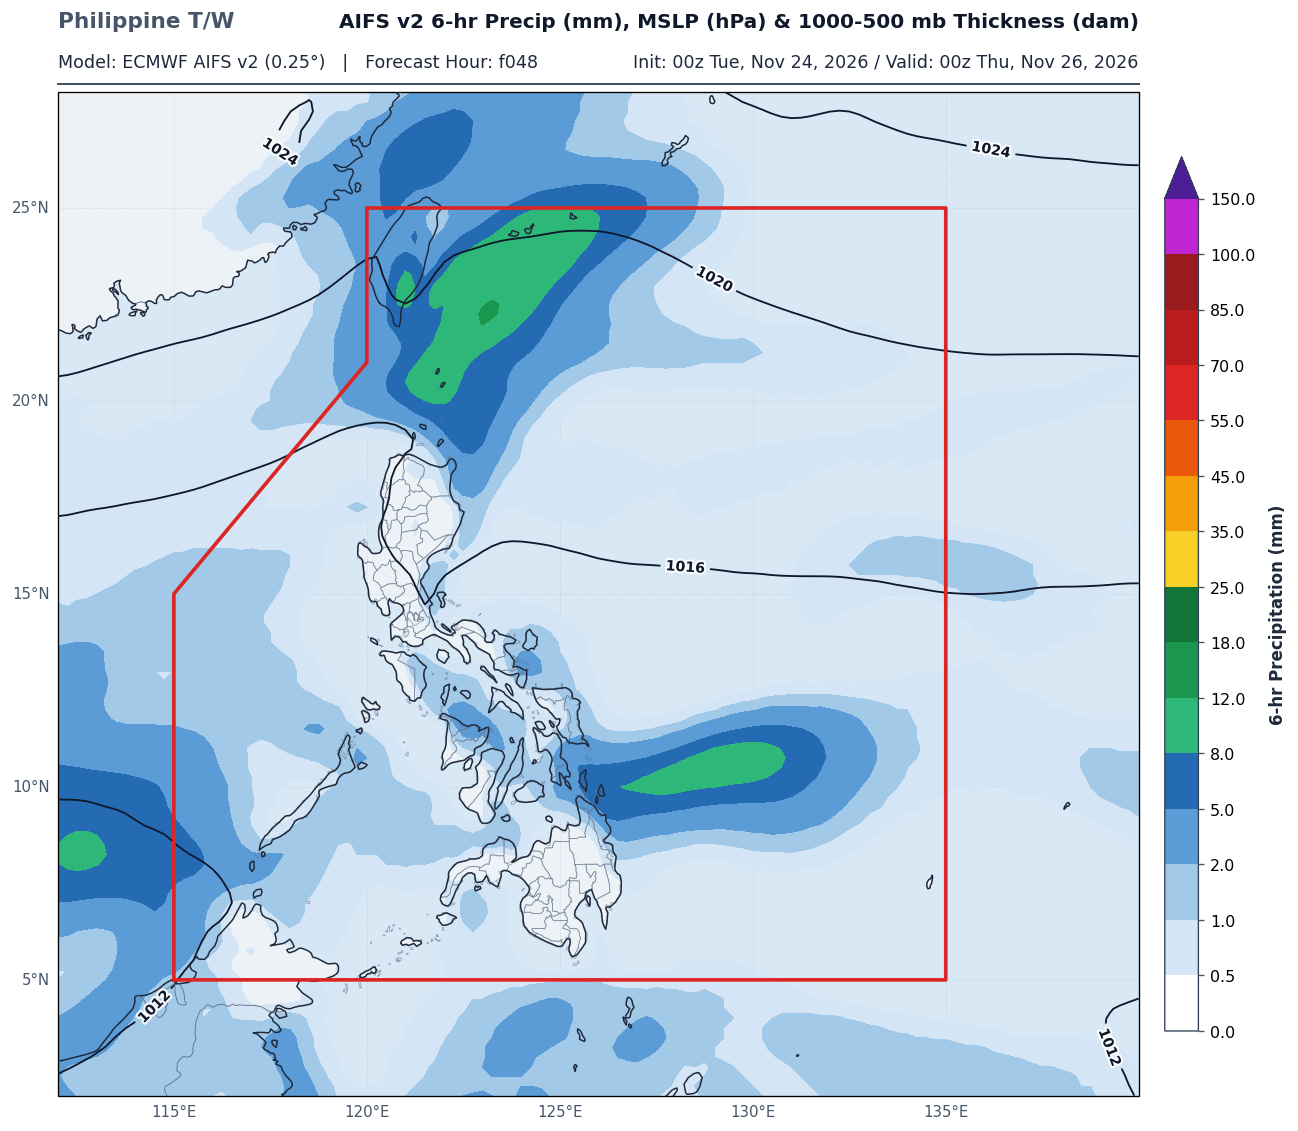 Philippine T/W
AIFS v2 6-hr Precip (mm), MSLP (hPa) & 1000-500 mb Thickness (dam)
Model: ECMWF AIFS v2 (0.25°)   |   Forecast Hour: f048
Init: 00z Tue, Nov 24, 2026 / Valid: 00z Thu, Nov 26, 2026
1024
1024
25°N
1020
20°N
1016
15°N
10°N
5°N
1012
1012
115°E
120°E
125°E
130°E
135°E
150.0
100.0
85.0
70.0
55.0
45.0
35.0
25.0
18.0
12.0
8.0
5.0
2.0
1.0
0.5
0.0
6-hr Precipitation (mm)